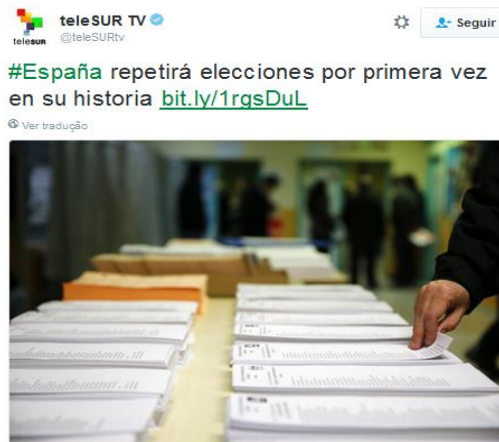 teleSUR TV
@teleSURtv
Seguir
teleSUR
#España repetirá elecciones por primera vez
en su historia bit.ly/1rgsDuL
Ver tradução